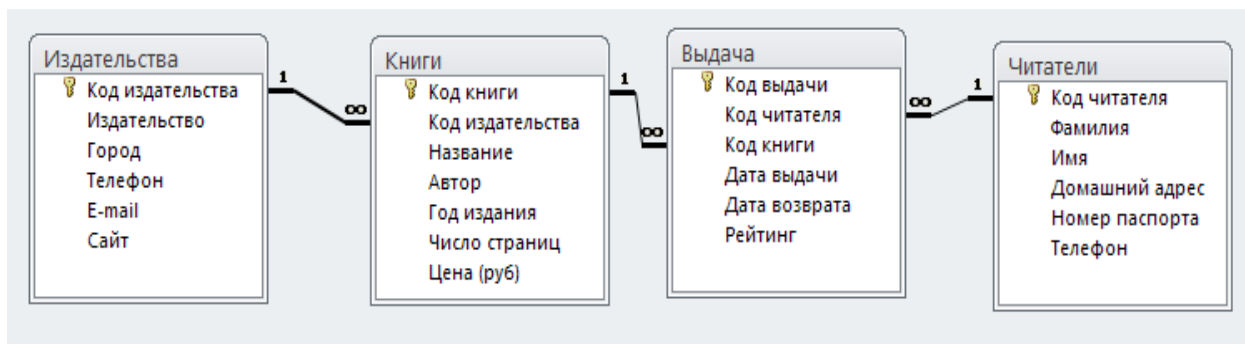 Издательства
Код издательства
Издательство
Город
Телефон
E-mail
Сайт
1
∞
Книги
Код книги
Код издательства
Название
Автор
Год издания
Число страниц
Цена (руб)
1
∞
Выдача
Код выдачи
Код читателя
Код книги
Дата выдачи
Дата возврата
Рейтинг
∞
1
Читатели
Код читателя
Фамилия
Имя
Домашний адрес
Номер паспорта
Телефон